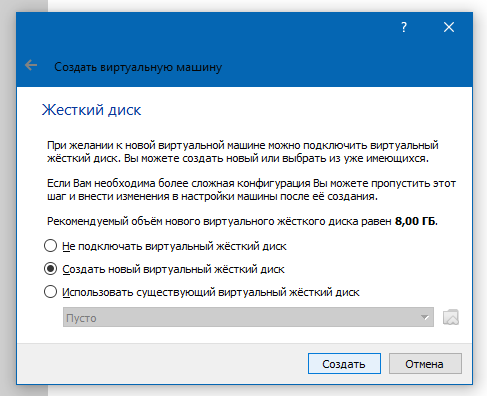 ?
Создать виртуальную машину
Жесткий диск
При желании к новой виртуальной машине можно подключить виртуальный
жёсткий диск. Вы можете создать новый или выбрать из уже имеющихся.
Если Вам необходима более сложная конфигурация Вы можете пропустить этот
шаг и внести изменения в настройки машины после её создания.
Рекомендуемый объём нового виртуального жёсткого диска равен 8,00 ГБ.
Не подключать виртуальный жёсткий диск
Создать новый виртуальный жёсткий диск
Использовать существующий виртуальный жёсткий диск
Пусто
Создать
Отмена